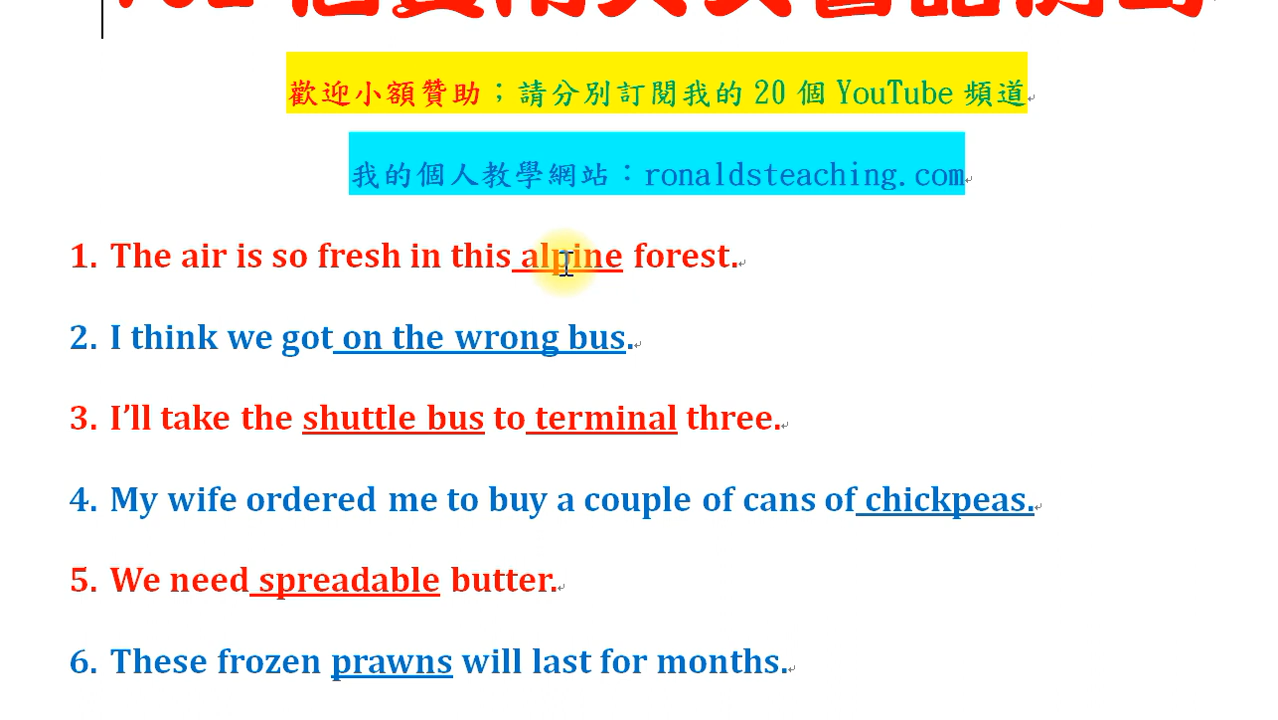 歡迎小額贊助；請分別訂閱我的 20 個 YouTube 頻道
我的個人教學網站：ronaldsteaching.com
1. The air is so fresh in this alpine forest.
2. I think we got on the wrong bus.
3. I’ll take the shuttle bus to terminal three.
4. My wife ordered me to buy a couple of cans of chickpeas.
5. We need spreadable butter.
6. These frozen prawns will last for months.